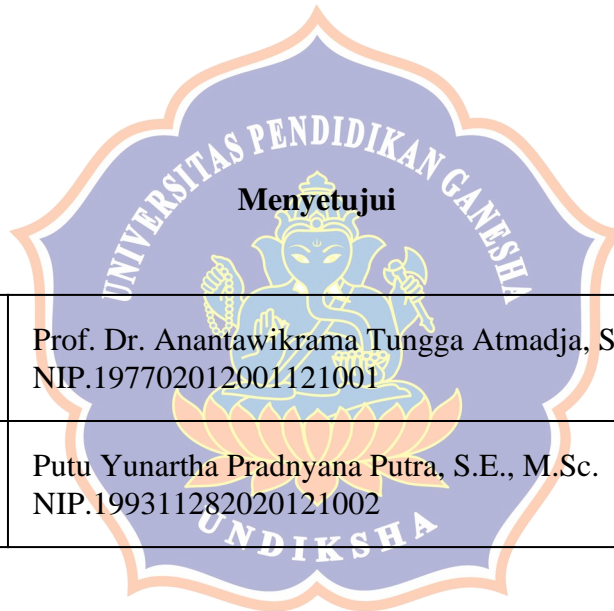 UNIVERSITAS PENDIDIKAN GANESHA
Menyetujui
Prof. Dr. Anantawikrama Tungga Atmadja, S
NIP.197702012001121001
Putu Yunartha Pradnyana Putra, S.E., M.Sc.
NIP.199311282020121002
UNDIKSHA